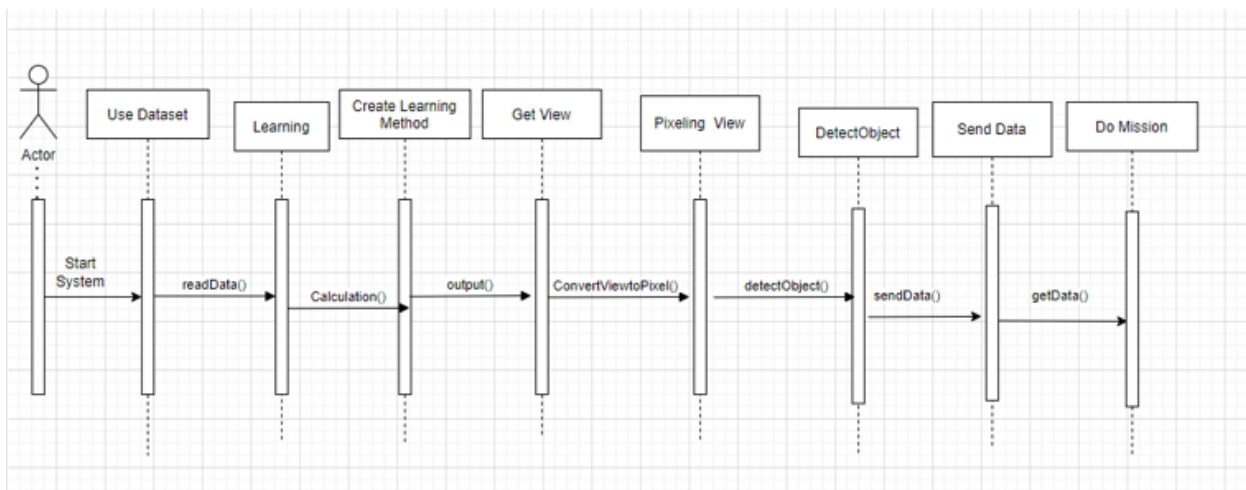 Use Dataset
Learning
Create Learning
Method
Get View
Pixeling View
DetectObject
Send Data
Do Mission
Actor
Start
System
readData()
Calculation()
output()
ConvertViewtoPixel()
detectObject()
sendData()
getData()